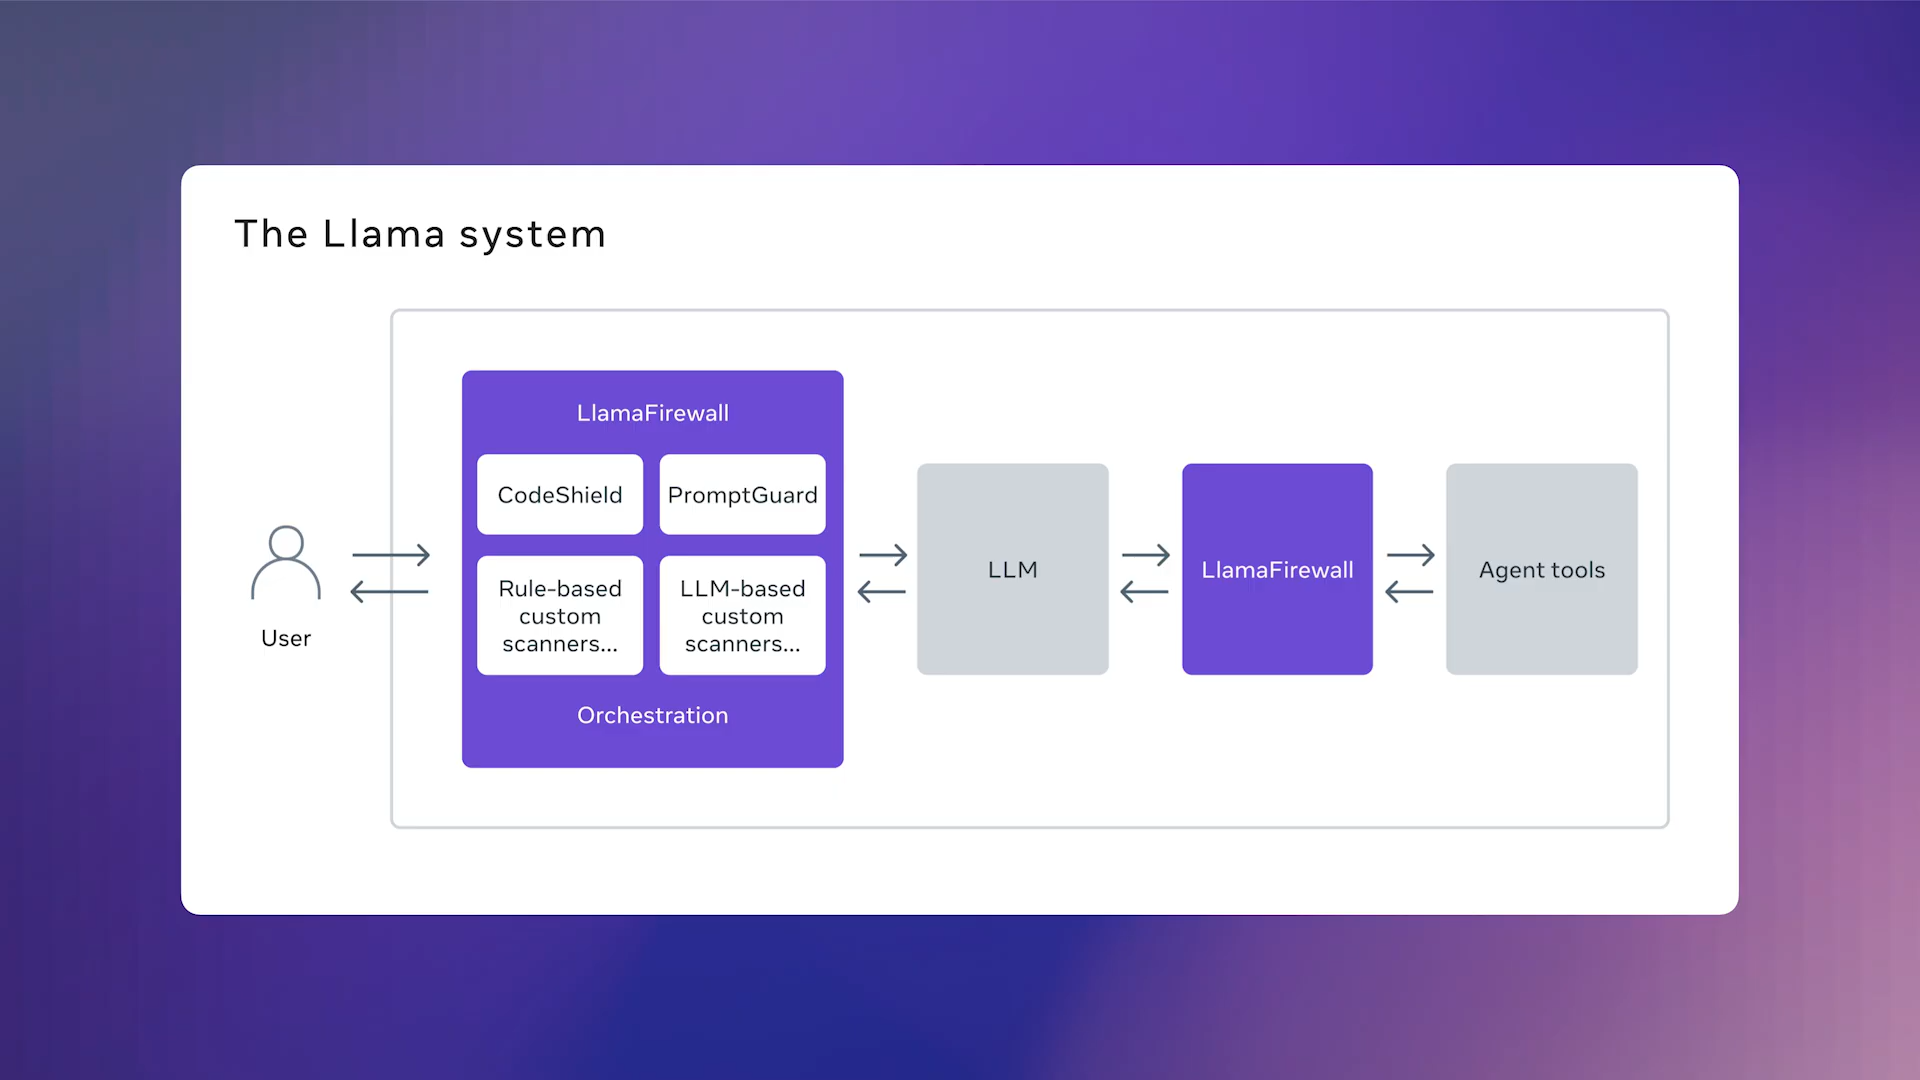 The Llama system
User
LlamaFirewall
CodeShield
PromptGuard
Rule-based
custom
scanners...
LLM-based
custom
scanners...
Orchestration
LLM
LlamaFirewall
Agent tools